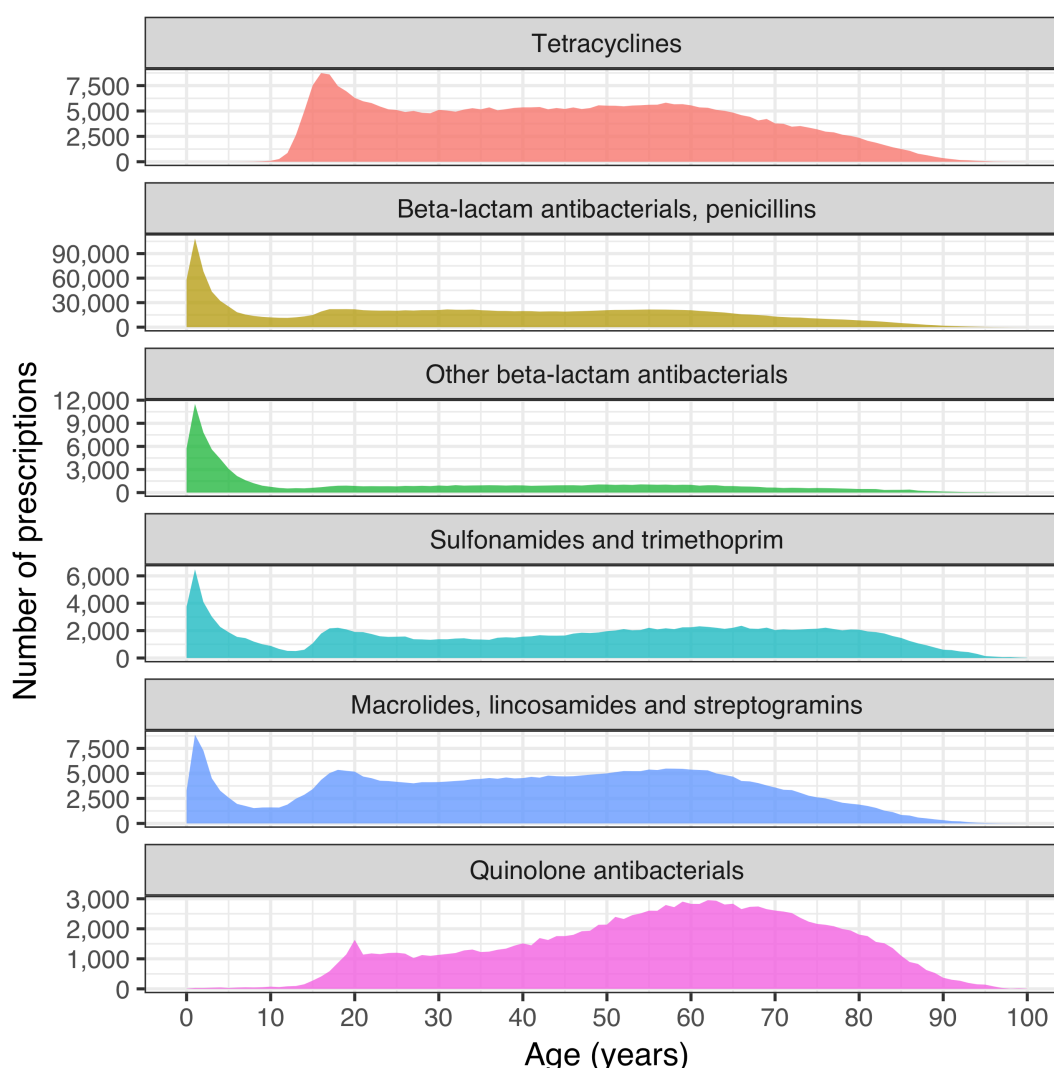 Tetracyclines
7,500
5,000
2,500
0
Beta-lactam antibacterials, penicillins
90,000
60,000
30,000
0
Other beta-lactam antibacterials
12,000
9,000
6,000
3,000
0
Sulfonamides and trimethoprim
6,000
4,000
2,000
0
Macrolides, lincosamides and streptogramins
7,500
5,000
2,500
0
Quinolone antibacterials
3,000
2,000
1,000
0
0 10 20 30 40 50 60 70 80 90 100
Age (years)
Number of prescriptions